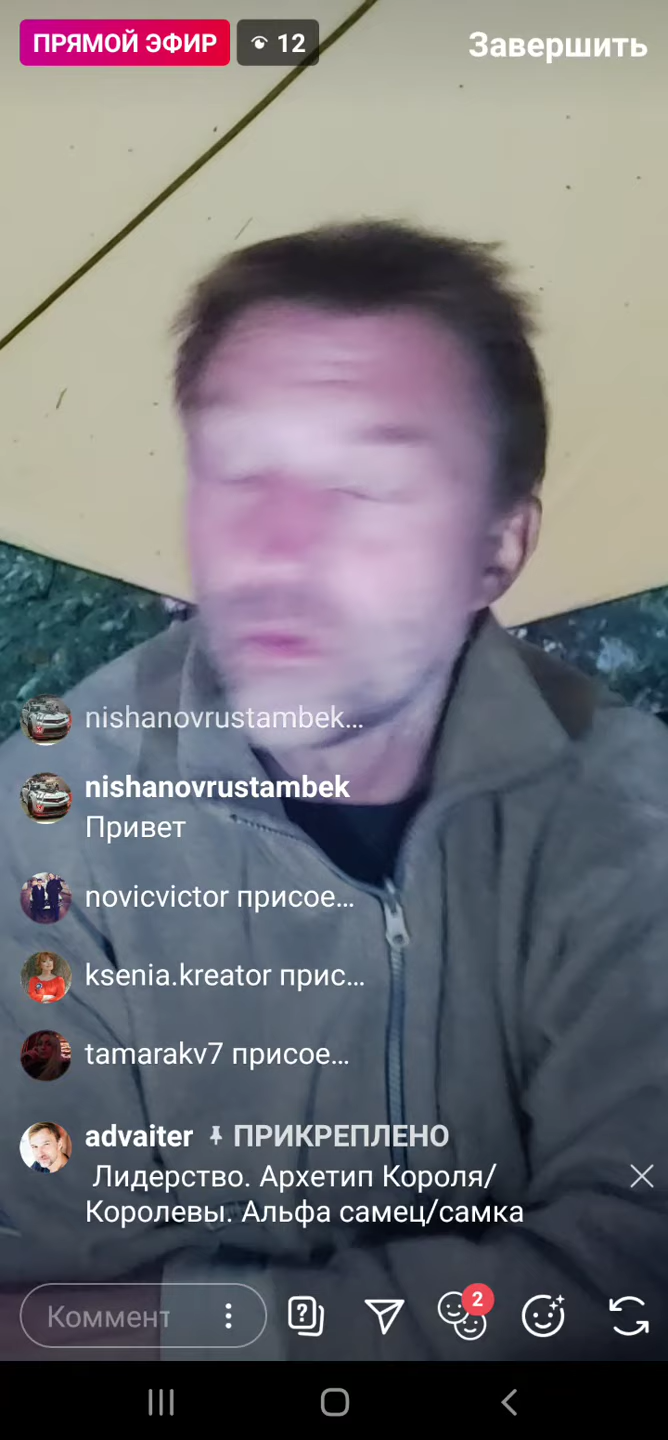 ПРЯМОЙ ЭФИР
12
Завершить
nishanovrustambek...
nishanovrustambek
Привет
novicvictor присое...
ksenia.kreator прис...
tamarakv7 присое...
advaiter ПРИКРЕПЛЕНО
Лидерство. Архетип Короля/
Королевы. Альфа самец/самка
Коммент
2